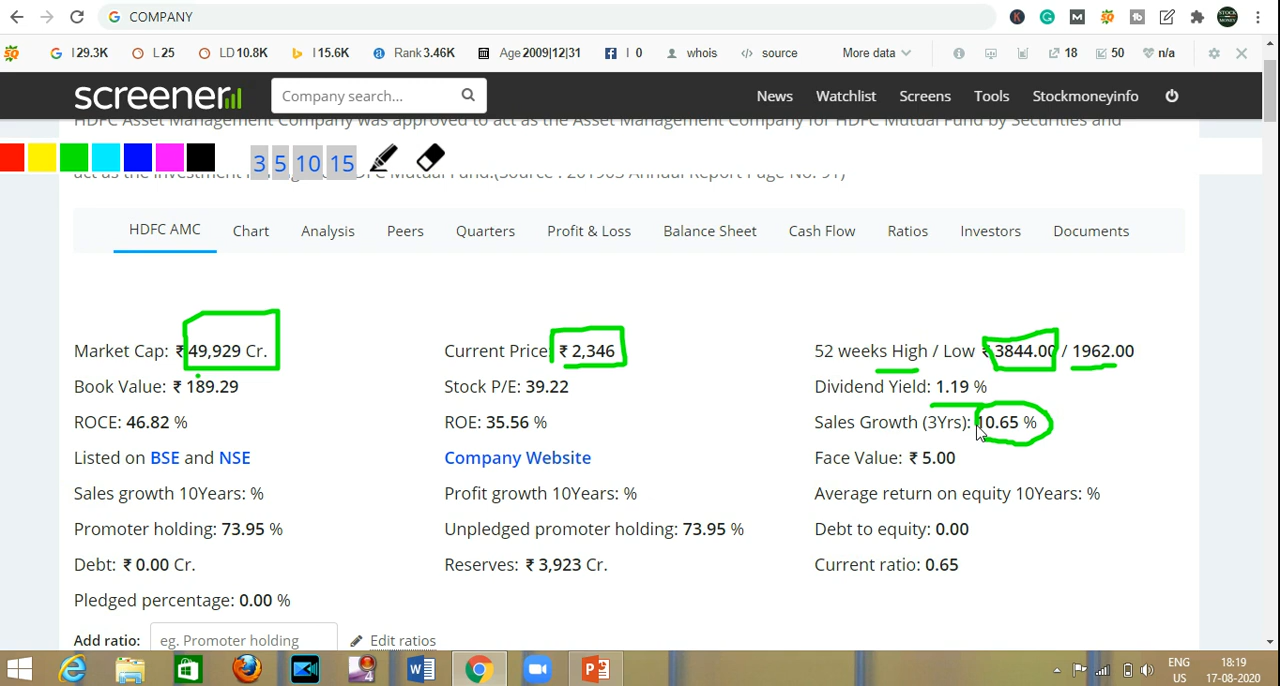 COMPANY
I 29.3K L 25 LD 10.8K I 15.6K Rank 3.46K Age 2009|12|31 I 0 whois </> source More data 18 50 n/a
screener Company search... News Watchlist Screens Tools Stockmoneyinfo
HDFC Asset Management Company was approved to act as the Asset Management Company for HDFC Mutual Fund by Securities and
3 5 10 15
HDFC AMC Chart Analysis Peers Quarters Profit & Loss Balance Sheet Cash Flow Ratios Investors Documents
Market Cap: ₹ 49,929 Cr. Current Price: ₹ 2,346 52 weeks High / Low ₹ 3844.00 / 1962.00
Book Value: ₹ 189.29 Stock P/E: 39.22 Dividend Yield: 1.19 %
ROCE: 46.82 % ROE: 35.56 % Sales Growth (3Yrs): 10.65 %
Listed on BSE and NSE Company Website Face Value: ₹ 5.00
Sales growth 10Years: % Profit growth 10Years: % Average return on equity 10Years: %
Promoter holding: 73.95 % Unpledged promoter holding: 73.95 % Debt to equity: 0.00
Debt: ₹ 0.00 Cr. Reserves: ₹ 3,923 Cr. Current ratio: 0.65
Pledged percentage: 0.00 %
Add ratio: eg. Promoter holding Edit ratios
ENG 18:19
US 17-08-2020